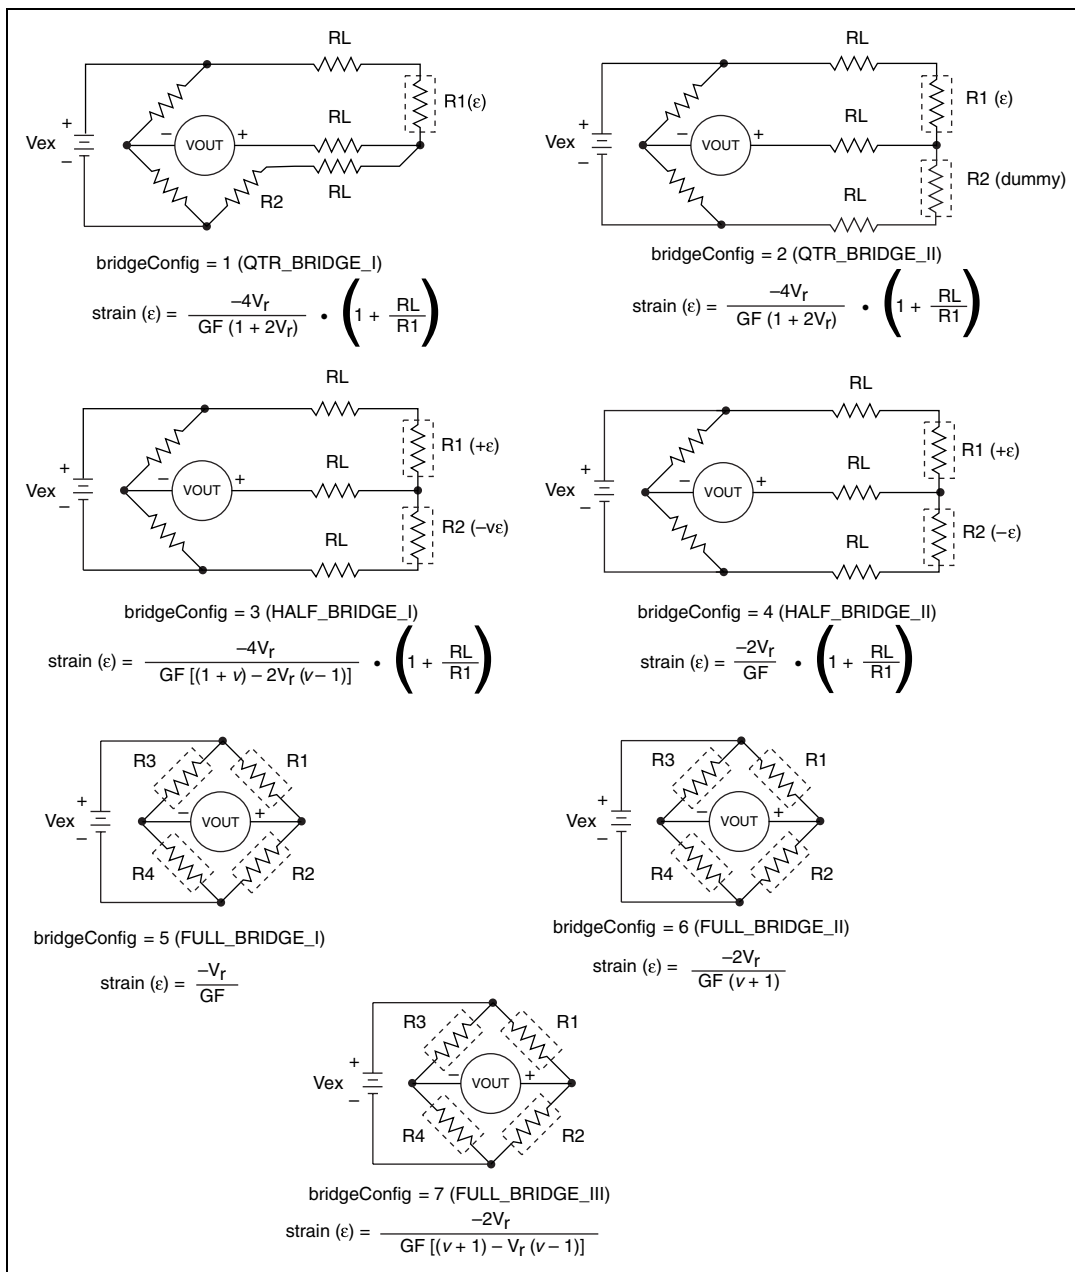 RL
R1(ε)
RL
Vex
+
−
− VOUT +
RL
R2
bridgeConfig = 1 (QTR_BRIDGE_I)
strain (ε) = −4Vr / GF (1 + 2Vr) • (1 + RL / R1)
RL
R1 (ε)
RL
Vex
+
−
− VOUT +
R2 (dummy)
RL
bridgeConfig = 2 (QTR_BRIDGE_II)
strain (ε) = −4Vr / GF (1 + 2Vr) • (1 + RL / R1)
RL
R1 (+ε)
RL
Vex
+
−
− VOUT +
R2 (−vε)
RL
bridgeConfig = 3 (HALF_BRIDGE_I)
strain (ε) = −4Vr / GF [(1 + v) − 2Vr (v − 1)] • (1 + RL / R1)
RL
R1 (+ε)
RL
Vex
+
−
− VOUT +
R2 (−ε)
RL
bridgeConfig = 4 (HALF_BRIDGE_II)
strain (ε) = −2Vr / GF • (1 + RL / R1)
R3
R1
Vex
+
−
− VOUT +
R4
R2
bridgeConfig = 5 (FULL_BRIDGE_I)
strain (ε) = −Vr / GF
R3
R1
Vex
+
−
− VOUT +
R4
R2
bridgeConfig = 6 (FULL_BRIDGE_II)
strain (ε) = −2Vr / GF (v + 1)
R3
R1
Vex
+
−
− VOUT +
R4
R2
bridgeConfig = 7 (FULL_BRIDGE_III)
strain (ε) = −2Vr / GF [(v + 1) − Vr (v − 1)]